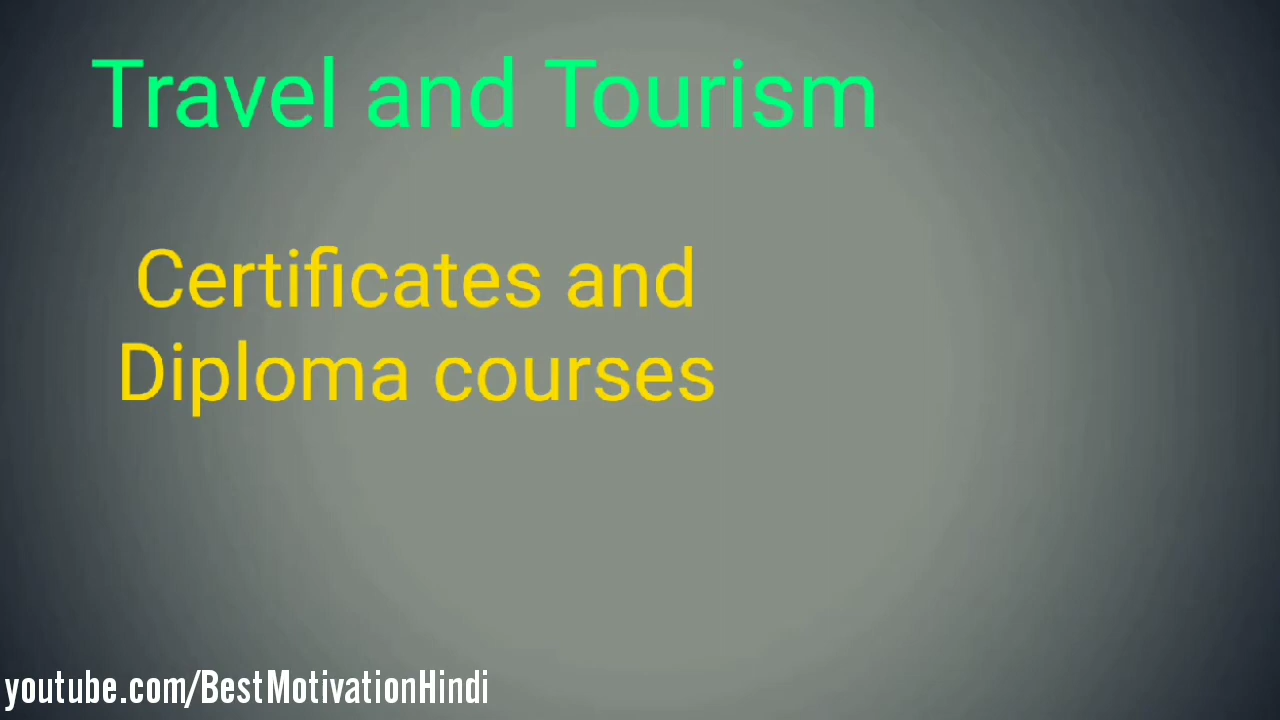 Travel and Tourism
Certificates and
Diploma courses
youtube.com/BestMotivationHindi